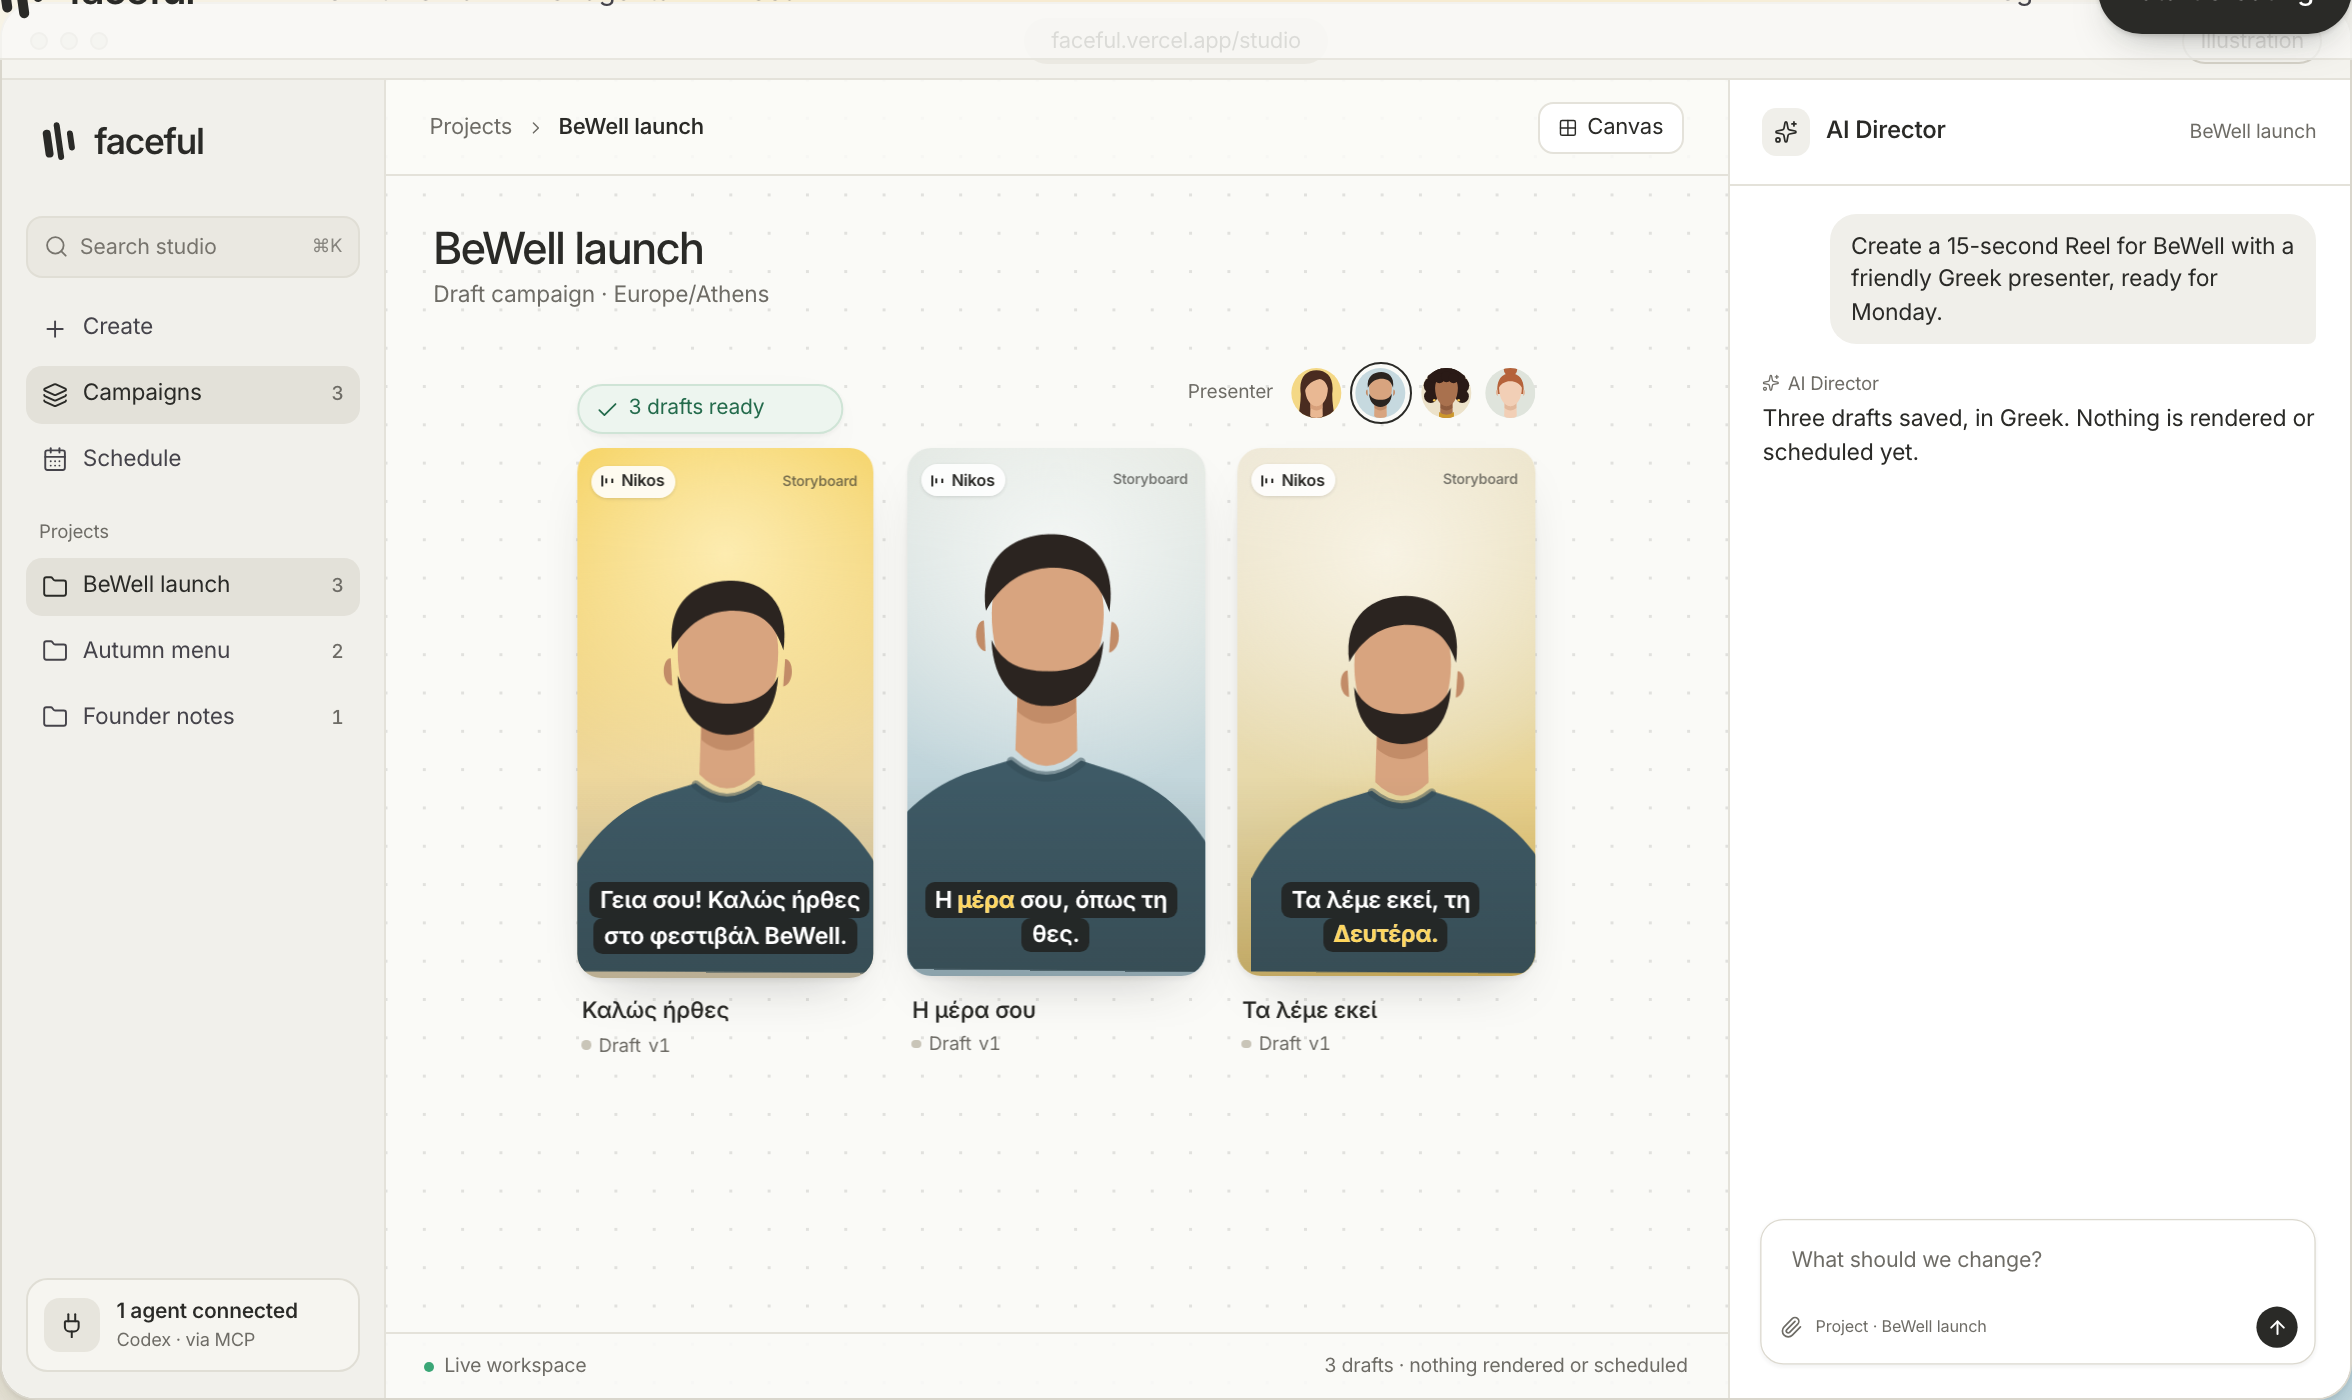 faceful.vercel.app/studio
Illustration
faceful
Search studio ⌘K
Create
Campaigns 3
Schedule
Projects
BeWell launch 3
Autumn menu 2
Founder notes 1
1 agent connected
Codex · via MCP
Projects > BeWell launch
Canvas
BeWell launch
Draft campaign · Europe/Athens
3 drafts ready
Presenter
Nikos Storyboard
Γεια σου! Καλώς ήρθες
στο φεστιβάλ BeWell.
Καλώς ήρθες
Draft v1
Nikos Storyboard
Η μέρα σου, όπως τη
θες.
Η μέρα σου
Draft v1
Nikos Storyboard
Τα λέμε εκεί, τη
Δευτέρα.
Τα λέμε εκεί
Draft v1
Live workspace
3 drafts · nothing rendered or scheduled
AI Director
BeWell launch
Create a 15-second Reel for BeWell with a
friendly Greek presenter, ready for
Monday.
AI Director
Three drafts saved, in Greek. Nothing is rendered or
scheduled yet.
What should we change?
Project · BeWell launch